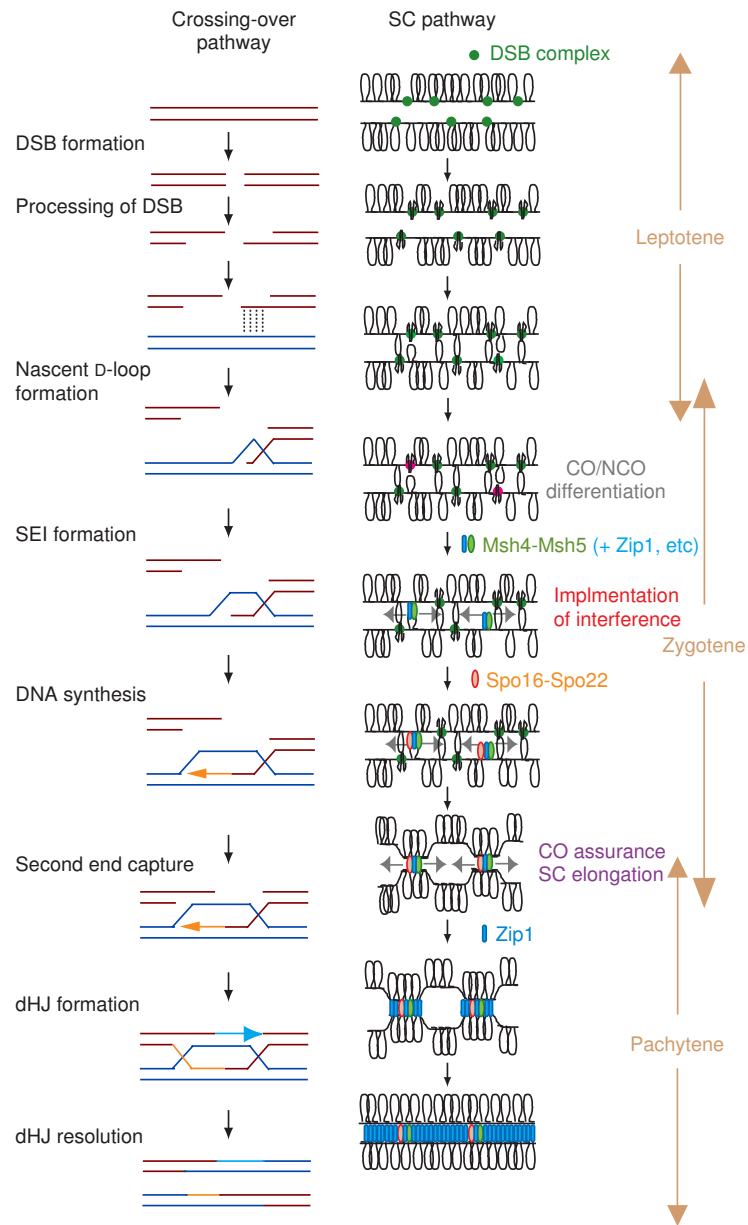 Crossing-over
pathway
SC pathway
DSB complex
DSB formation
Processing of DSB
Leptotene
Nascent D-loop
formation
CO/NCO
differentiation
SEI formation
Msh4-Msh5 (+ Zip1, etc)
Implmentation
of interference
Zygotene
Spo16-Spo22
DNA synthesis
CO assurance
SC elongation
Second end capture
Zip1
dHJ formation
Pachytene
dHJ resolution